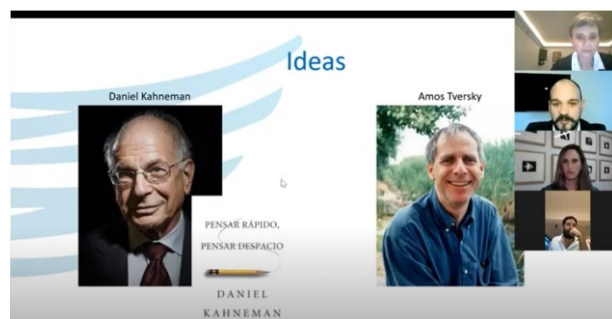 Ideas
Daniel Kahneman
Amos Tversky
PENSAR RÁPIDO,
PENSAR DESPACIO
DANIEL
KAHNEMAN